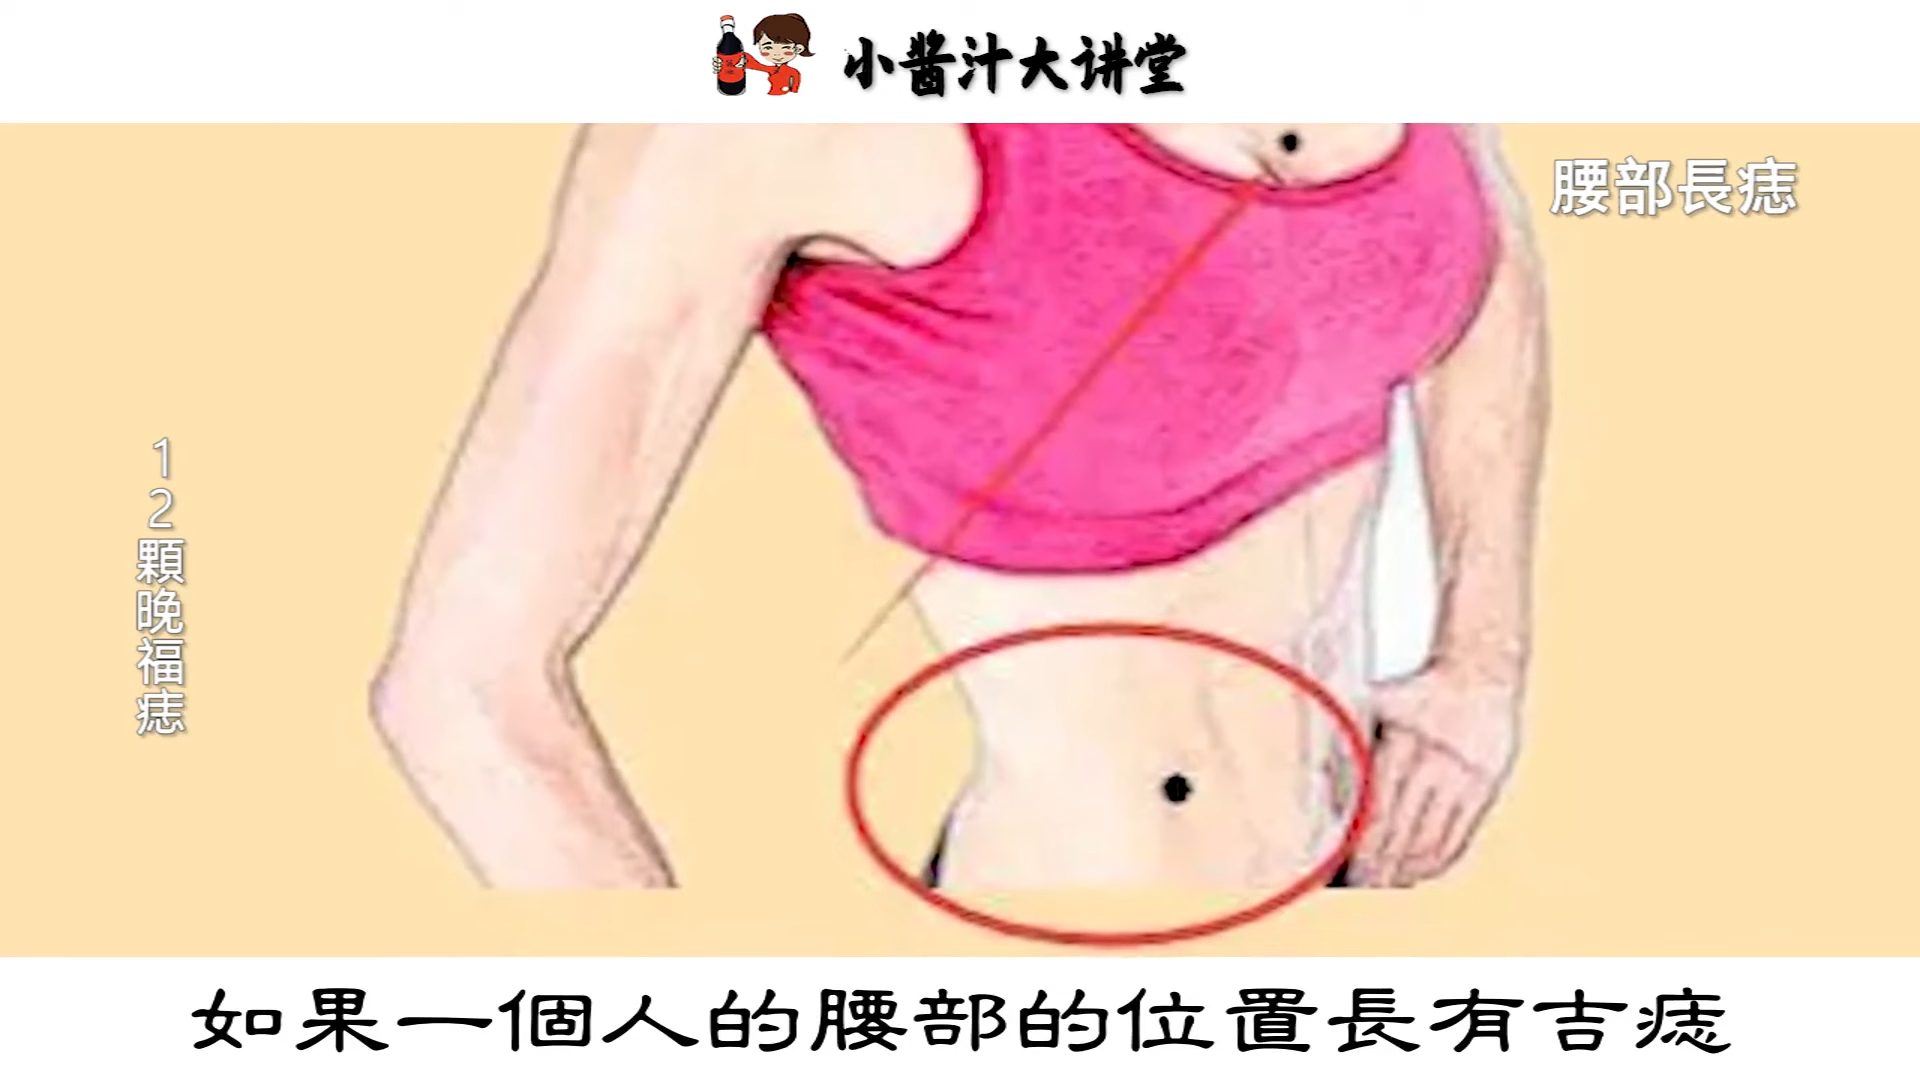 小酱汁大讲堂
腰部長痣
12顆晚福痣
如果一個人的腰部的位置長有吉痣